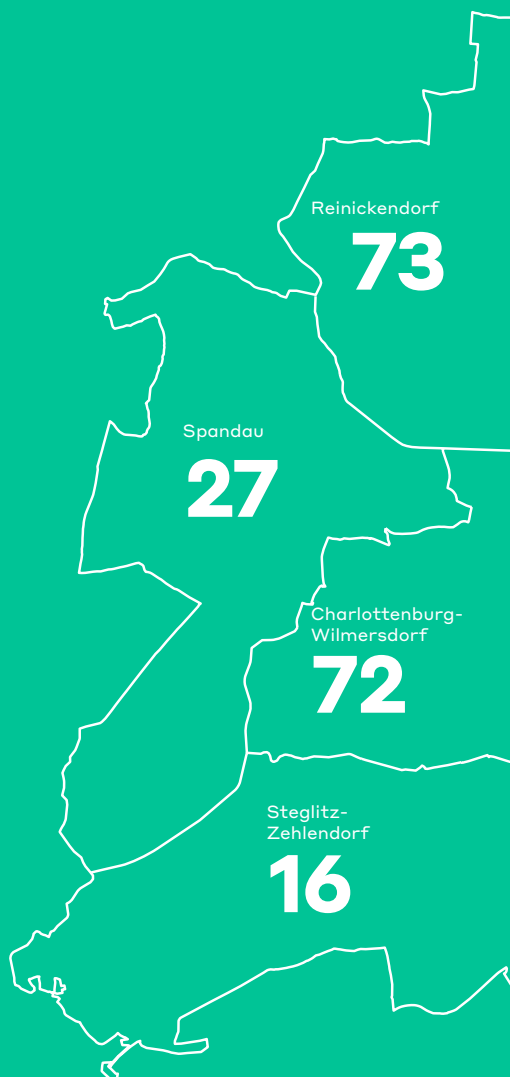 Reinickendorf
73
Spandau
27
Charlottenburg-
Wilmersdorf
72
Steglitz-
Zehlendorf
16